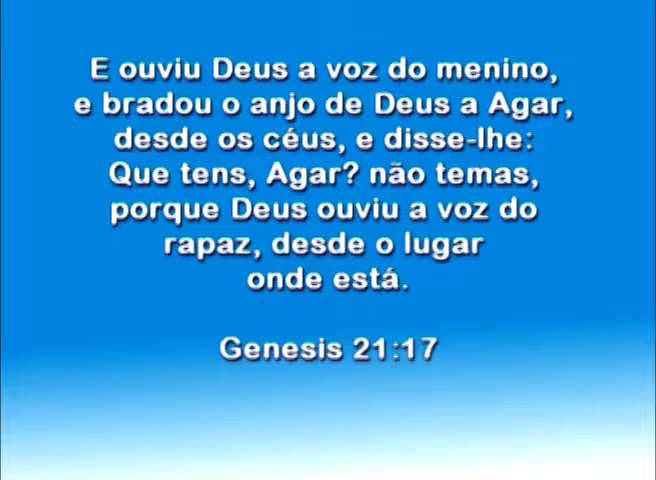 E ouviu Deus a voz do menino,
e bradou o anjo de Deus a Agar,
desde os céus, e disse-lhe:
Que tens, Agar? não temas,
porque Deus ouviu a voz do
rapaz, desde o lugar
onde está.
Genesis 21:17